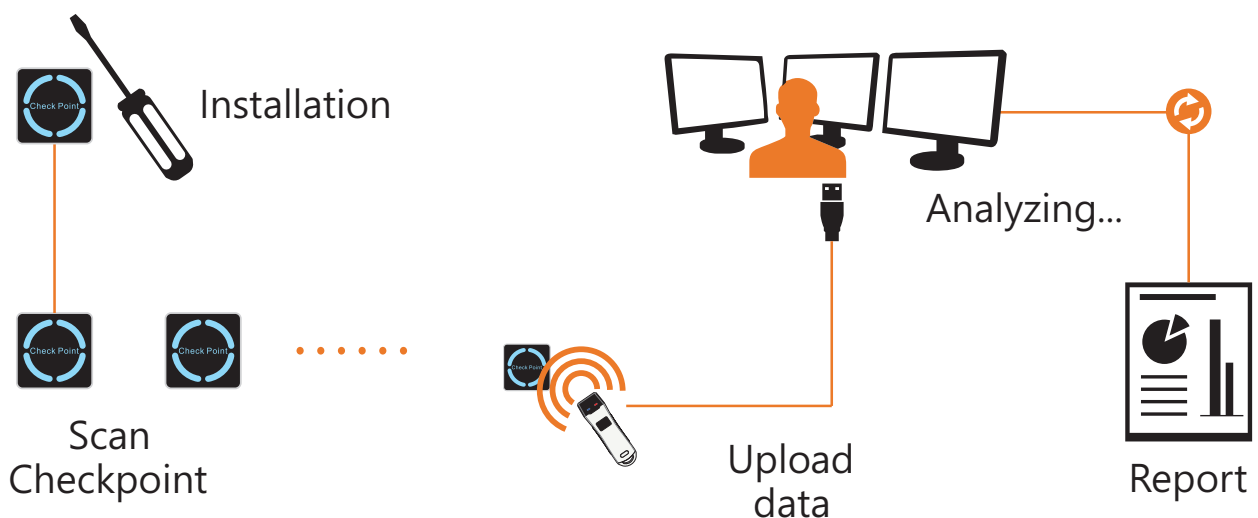 Check Point
Installation
Analyzing...
Check Point
Check Point
Check Point
Scan
Checkpoint
Upload
data
Report